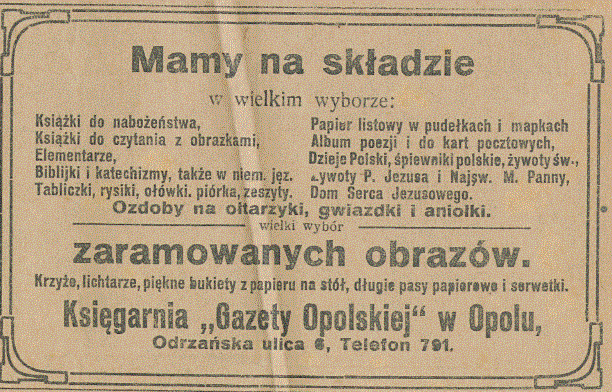 Mamy na składzie
w wielkim wyborze:
Książki do nabożeństwa,
Książki do czytania z obrazkami,
Elementarze,
Biblijki i katechizmy, także w niem. jęz.
Tabliczki, rysiki, ołówki. piórka, zeszyty.
Papier listowy w pudełkach i mapkach
Album poezji i do kart pocztowych,
Dzieje Polski, śpiewniki polskie, żywoty św.,
żywoty P. Jezusa i Najśw. M. Panny,
Dom Serca Jezusowego.
Ozdoby na ołtarzyki, gwiazdki i aniołki.
wielki wybór
zaramowanych obrazów.
Krzyże, lichtarze, piękne bukiety z papieru na stół, długie pasy papierowe i serwetki.
Księgarnia „Gazety Opolskiej“ w Opolu,
Odrzańska ulica 6, Telefon 791.